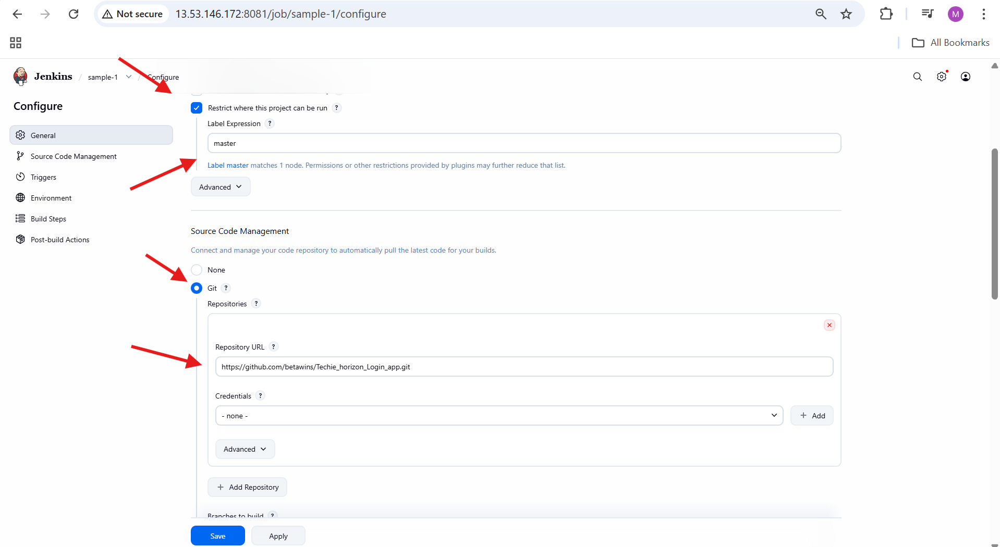 Not secure 13.53.146.172:8081/job/sample-1/configure
M
All Bookmarks
Jenkins / sample-1 / Configure
Configure
General
Source Code Management
Triggers
Environment
Build Steps
Post-build Actions
Restrict where this project can be run ?
Label Expression ?
master
Label master matches 1 node. Permissions or other restrictions provided by plugins may further reduce that list.
Advanced
Source Code Management
Connect and manage your code repository to automatically pull the latest code for your builds.
None
Git ?
Repositories ?
Repository URL ?
https://github.com/betawins/Techie_horizon_Login_app.git
Credentials ?
- none -
+ Add
Advanced
+ Add Repository
Branches to build ?
Save Apply